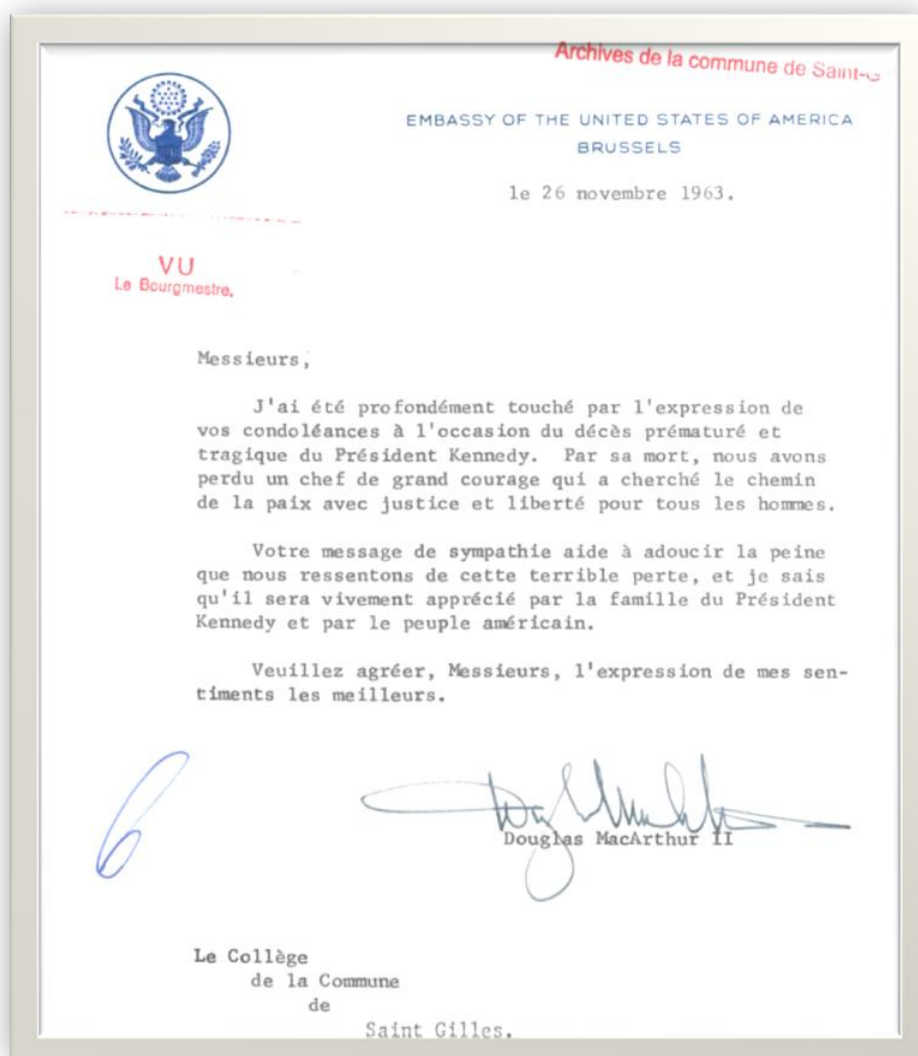 Archives de la commune de Saint-G
EMBASSY OF THE UNITED STATES OF AMERICA
BRUSSELS
le 26 novembre 1963.
VU
Le Bourgmestre,
Messieurs,
J'ai été profondément touché par l'expression de
vos condoléances à l'occasion du décès prématuré et
tragique du Président Kennedy. Par sa mort, nous avons
perdu un chef de grand courage qui a cherché le chemin
de la paix avec justice et liberté pour tous les hommes.
Votre message de sympathie aide à adoucir la peine
que nous ressentons de cette terrible perte, et je sais
qu'il sera vivement apprécié par la famille du Président
Kennedy et par le peuple américain.
Veuillez agréer, Messieurs, l'expression de mes sen-
timents les meilleurs.
Douglas MacArthur II
Le Collège
de la Commune
de
Saint Gilles.